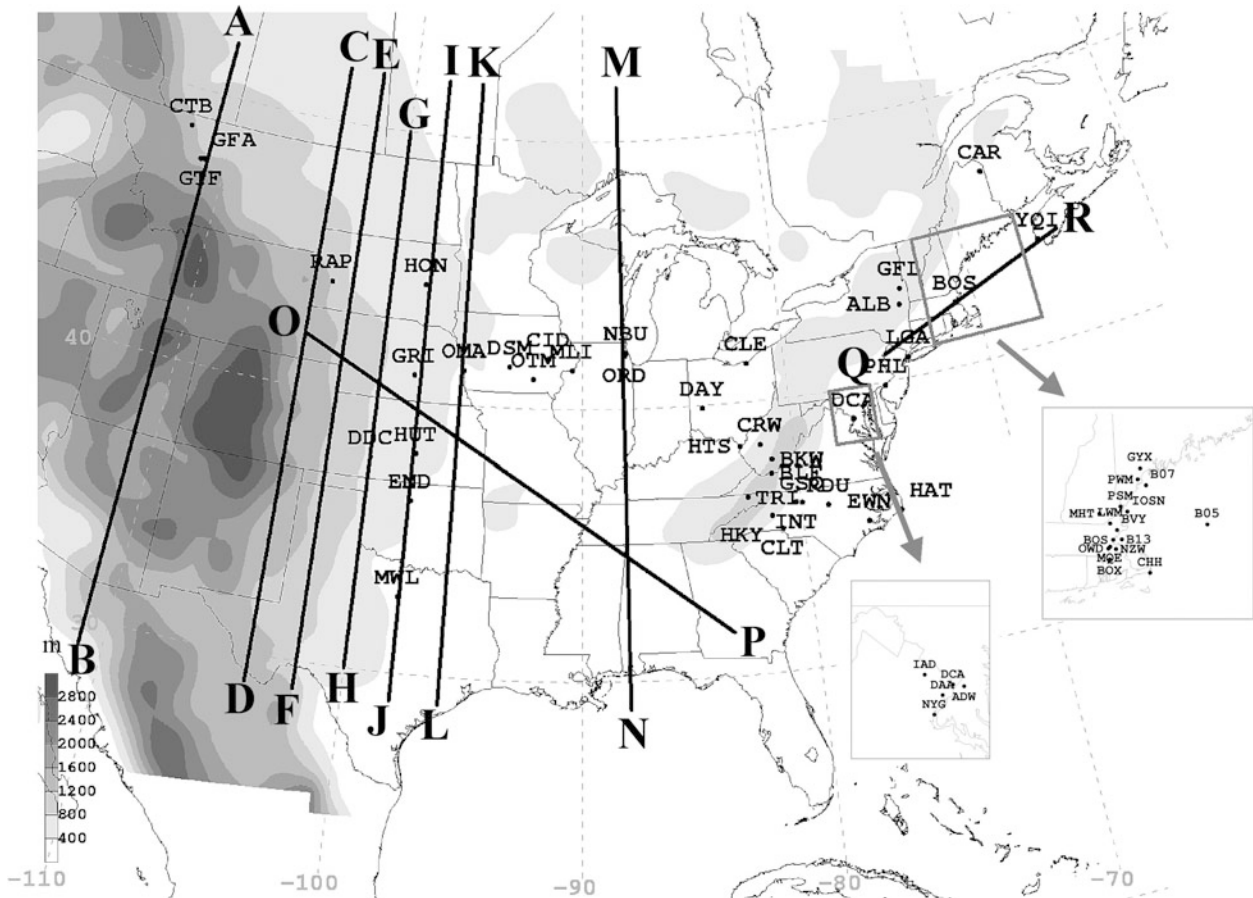 A
C
E
I
K
M
G
CTB
GFA
GTF
CAR
YQI
R
RAP
HON
GFL
BOS
ALB
O
40
GRI
OMA
DSM
CID
MLI
OTM
NBU
ORD
CLE
LGA
Q
PHL
DAY
DCA
DDC
HUT
HTS
CRW
BKW
BLF
END
TRI
GSO
RDU
EWN
HAT
INT
HKY
CLT
MWL
30
P
m
B
D
F
H
J
L
N
2800
2400
2000
1600
1200
800
400
-110
-100
-90
-80
-70
GYX
PWM
B07
PSM
IOSN
MHT
LWM
BVY
B05
BOS
B13
OWD
NZW
MQE
CHH
BOX
IAD
DCA
DAA
ADW
NYG